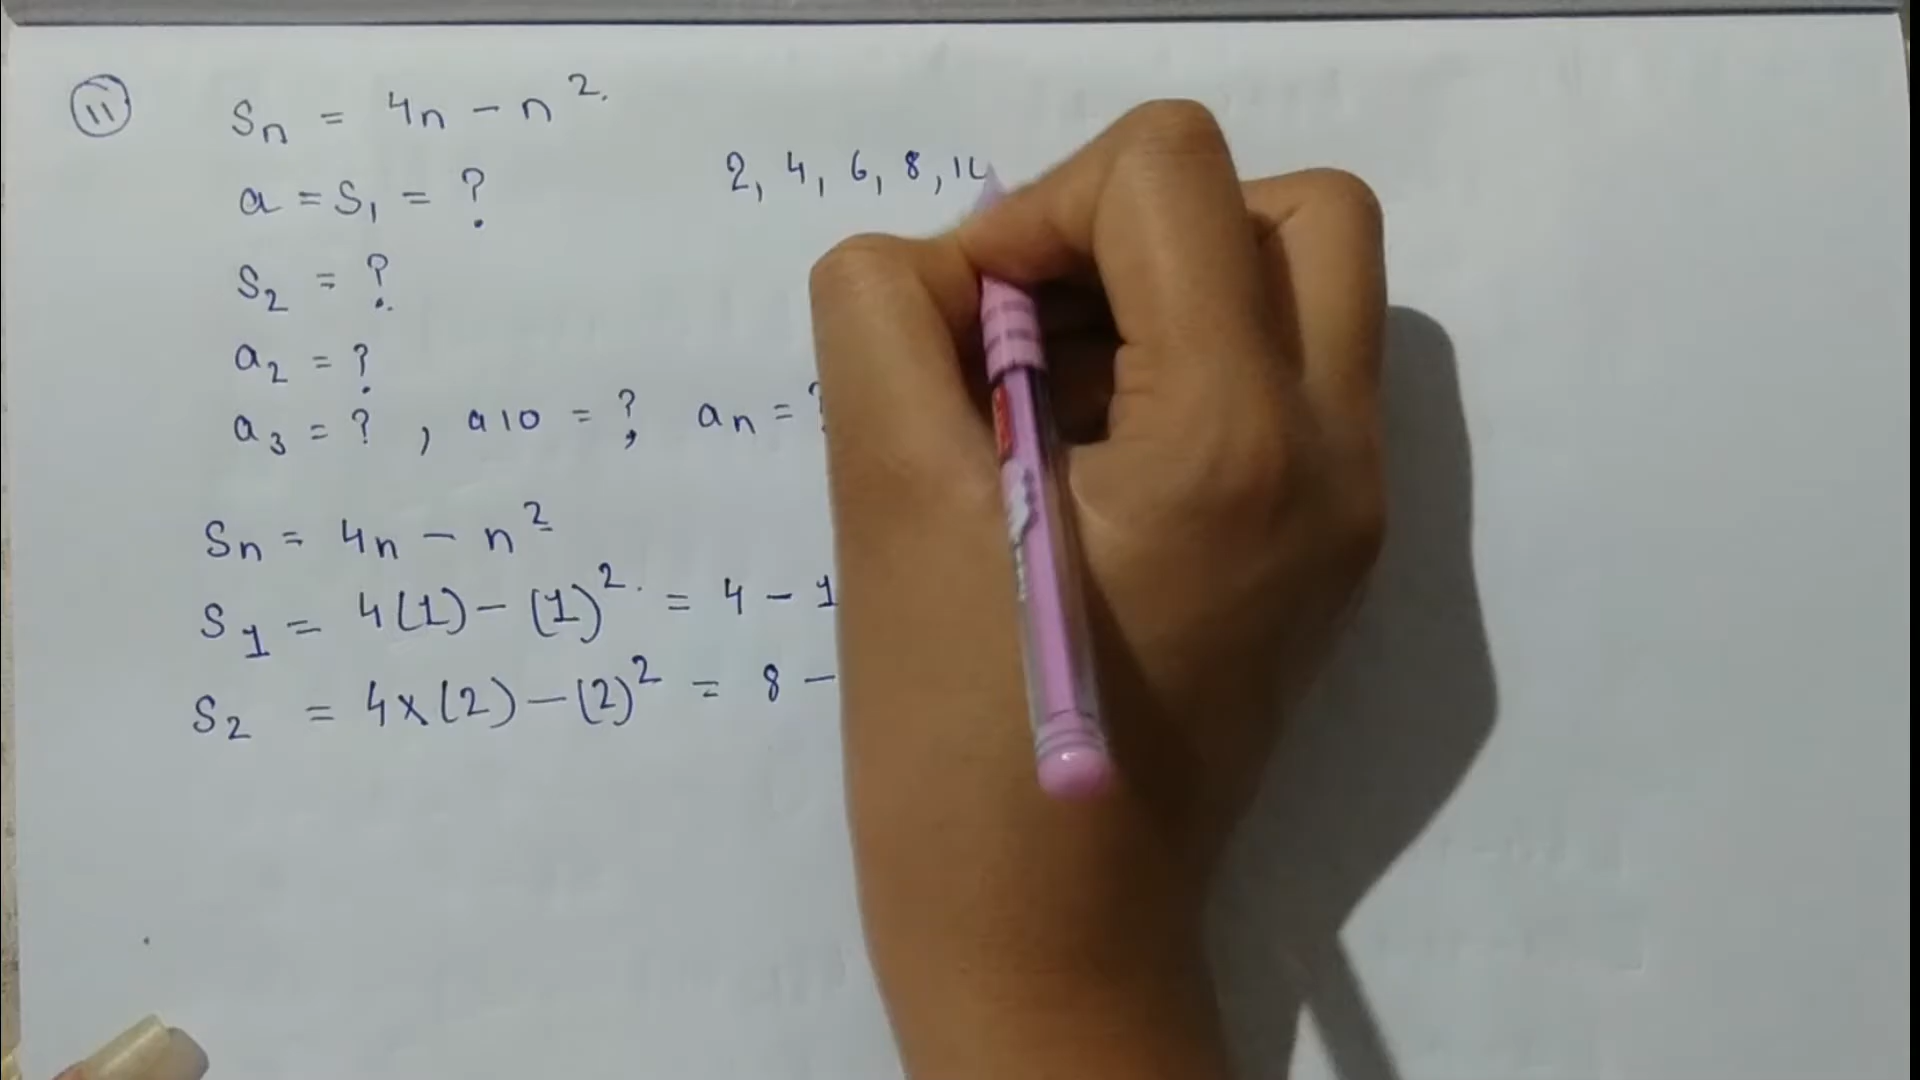 11 Sn = 4n - n².
a = S₁ = ?
2, 4, 6, 8, 10
S₂ = ?
a₂ = ?
a₃ = ? , a10 = ?, an = ?
Sn = 4n - n²
S₁ = 4(1) - (1)². = 4 - 1
S₂ = 4×(2) - (2)² = 8 -